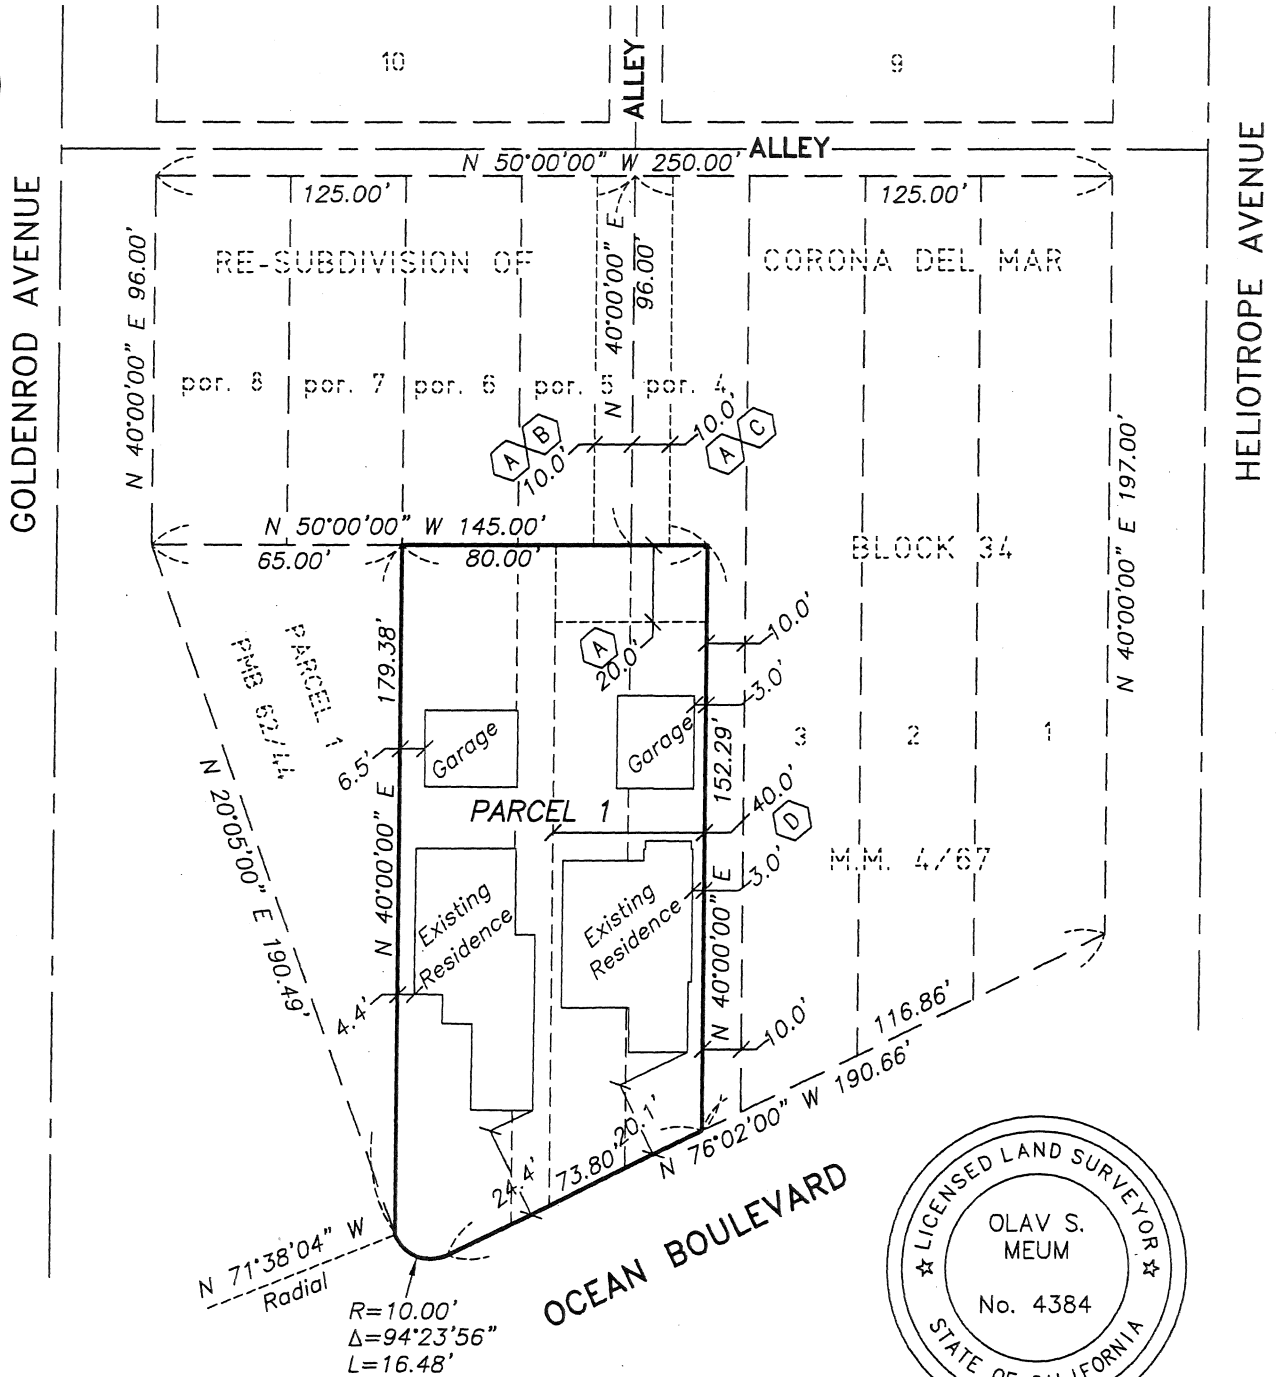 10
ALLEY
9
ALLEY
N 50°00'00" W 250.00'
125.00'
125.00'
GOLDENROD AVENUE
HELIOTROPE AVENUE
N 40°00'00" E 96.00'
N 40°00'00" E
96.00'
RE-SUBDIVISION OF
CORONA DEL MAR
por. 8
por. 7
por. 6
por. 5
por. 4
A
B
10.0'
10.0'
A
C
N 40°00'00" E 197.00'
N 50°00'00" W 145.00'
65.00'
80.00'
BLOCK 34
PARCEL 1
PMB 62/44
179.38'
N 40°00'00" E
A
20.0'
10.0'
3.0'
Garage
Garage
6.5'
152.29'
N 40°00'00" E
3
2
1
PARCEL 1
40.0'
D
M.M. 4/67
3.0'
N 20°05'00" E 190.49'
Existing
Residence
Existing
Residence
4.4'
10.0'
116.86'
N 76°02'00" W 190.66'
20.1'
73.80'
24.4'
OCEAN BOULEVARD
N 71°38'04" W
Radial
R=10.00'
Δ=94°23'56"
L=16.48'
LICENSED LAND SURVEYOR
OLAV S.
MEUM
No. 4384
STATE OF CALIFORNIA